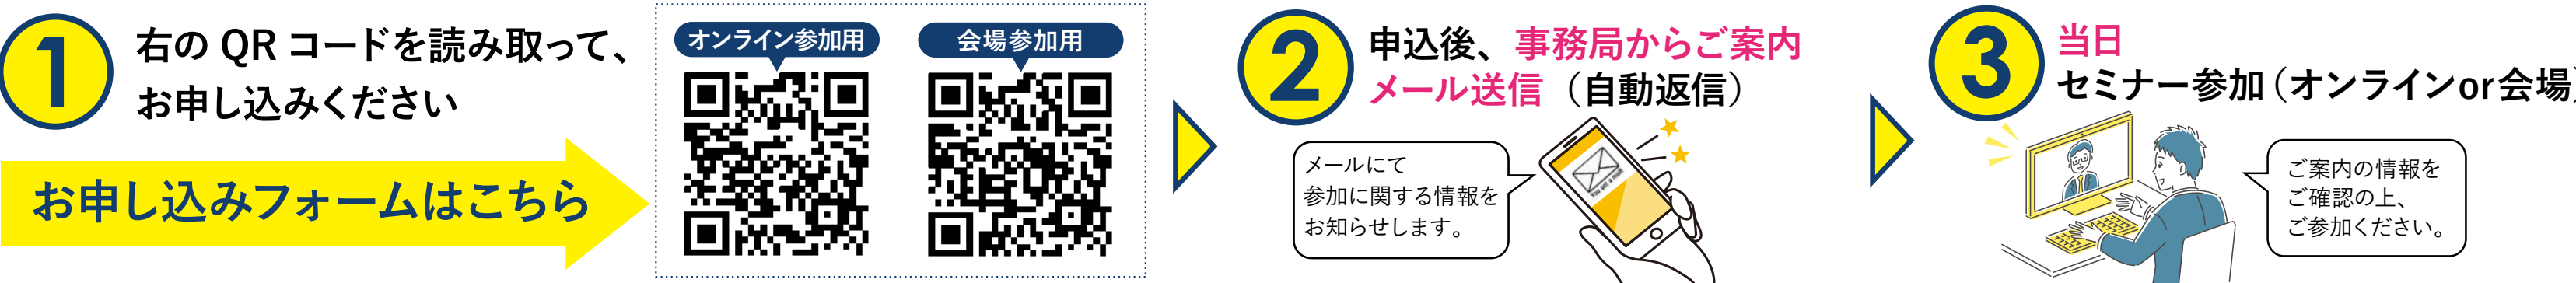 1
右の QR コードを読み取って、
お申し込みください
お申し込みフォームはこちら
オンライン参加用
会場参加用
2
申込後、事務局からご案内
メール送信（自動返信）
メールにて
参加に関する情報を
お知らせします。
You got a mail!
3
当日
セミナー参加（オンラインor会場）
ご案内の情報を
ご確認の上、
ご参加ください。